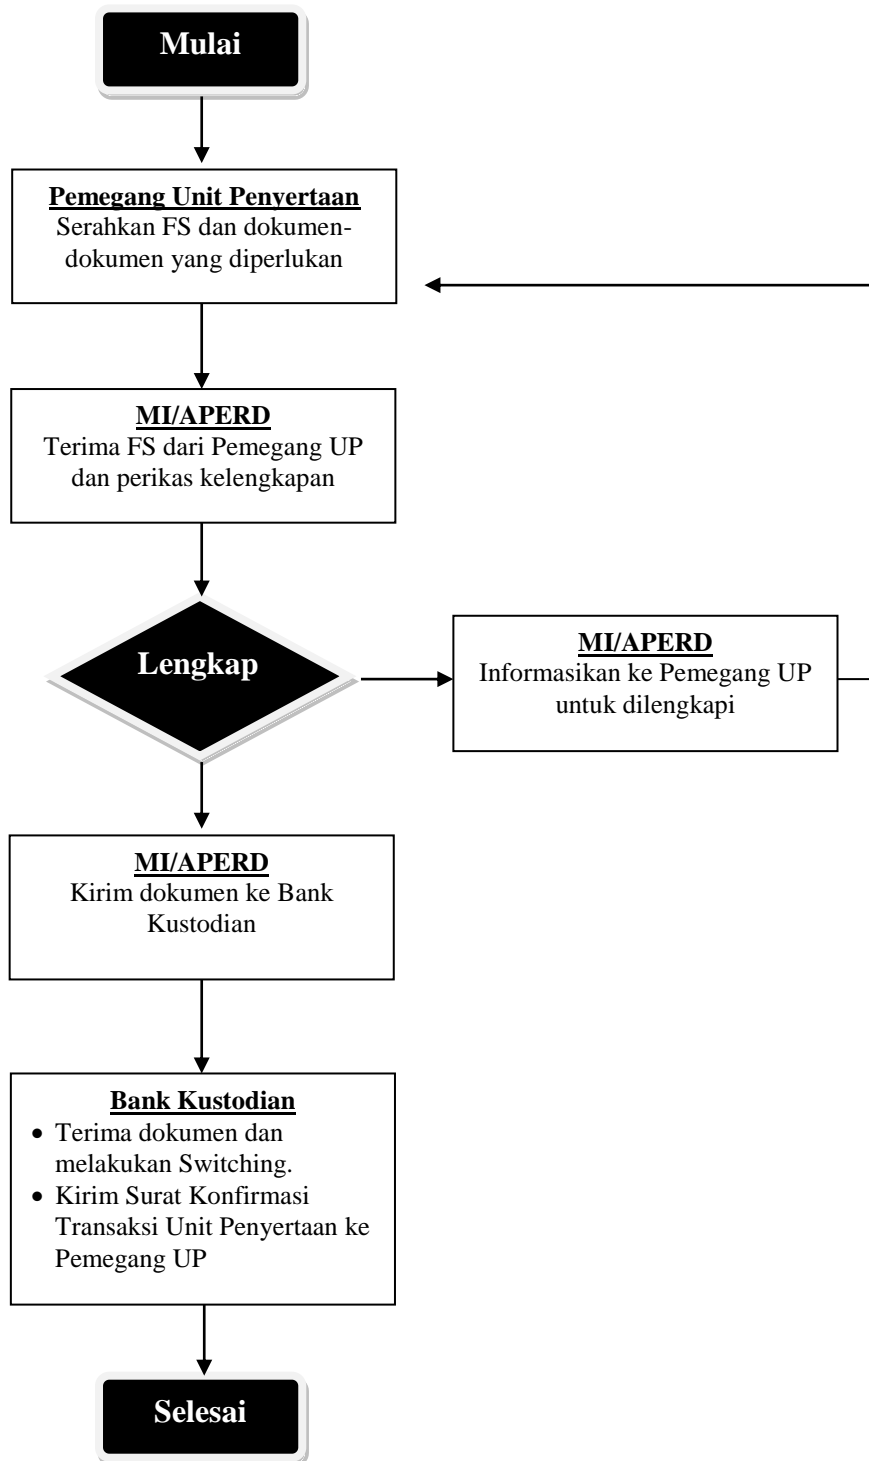 Mulai
Pemegang Unit Penyertaan
Serahkan FS dan dokumen-
dokumen yang diperlukan
MI/APERD
Terima FS dari Pemegang UP
dan perikas kelengkapan
Lengkap
MI/APERD
Informasikan ke Pemegang UP
untuk dilengkapi
MI/APERD
Kirim dokumen ke Bank
Kustodian
Bank Kustodian
• Terima dokumen dan
melakukan Switching.
• Kirim Surat Konfirmasi
Transaksi Unit Penyertaan ke
Pemegang UP
Selesai